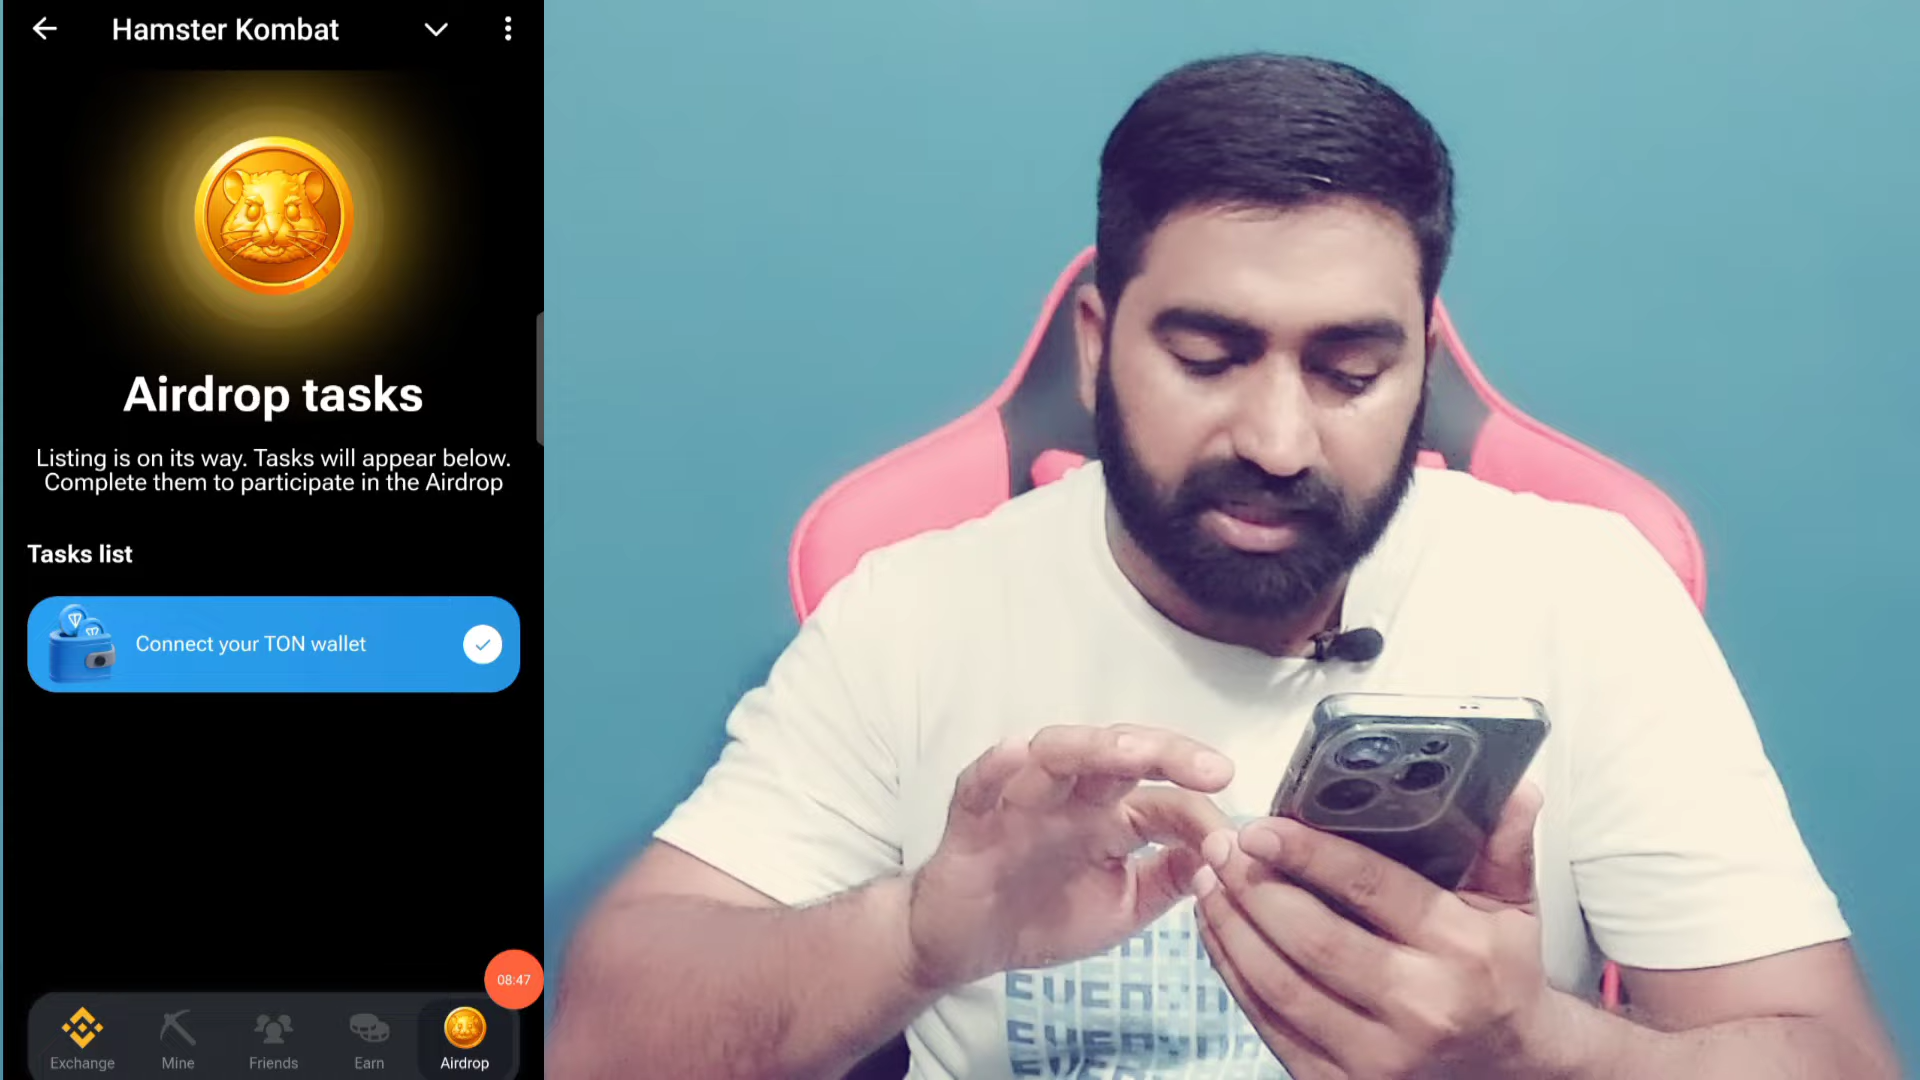 Hamster Kombat
Airdrop tasks
Listing is on its way. Tasks will appear below.
Complete them to participate in the Airdrop
Tasks list
Connect your TON wallet
08:47
Exchange
Mine
Friends
Earn
Airdrop